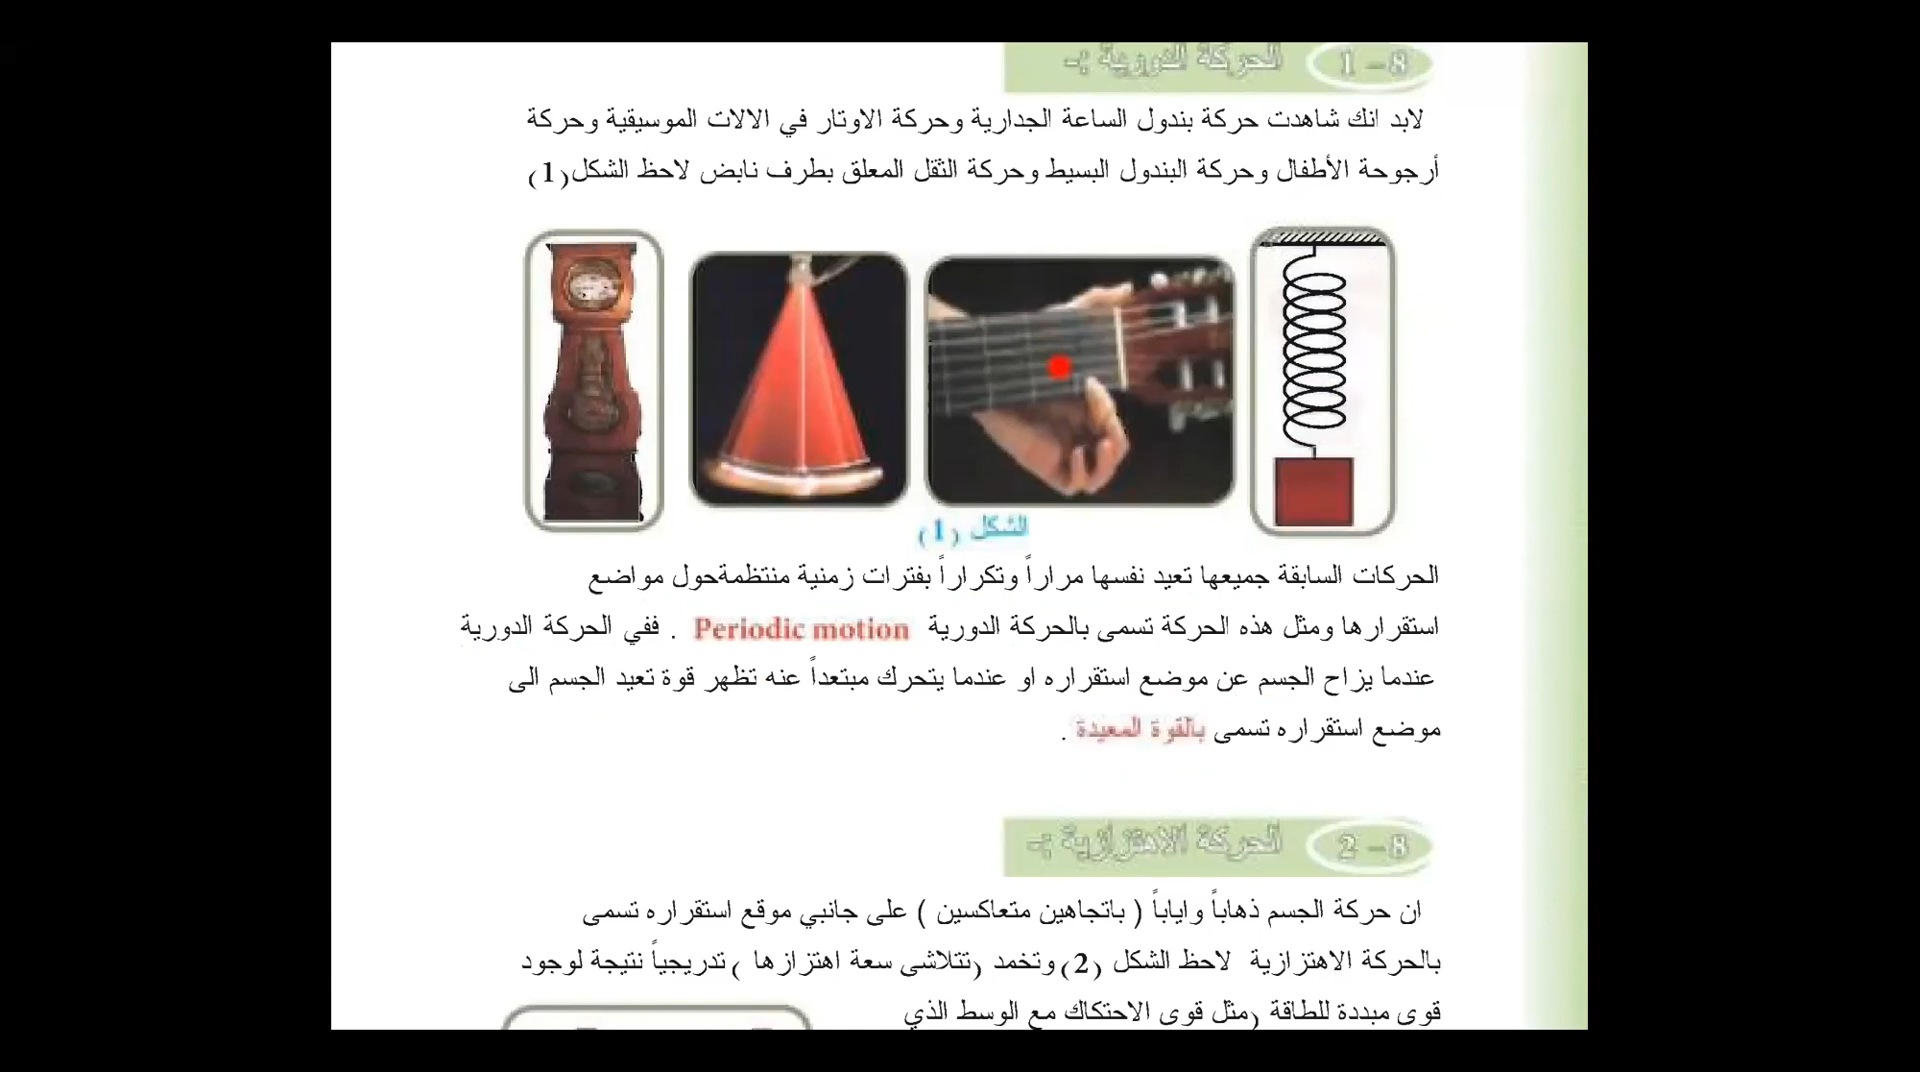 8 – 1 الحركة الدورية :-
لابد انك شاهدت حركة بندول الساعة الجدارية وحركة الاوتار في الالات الموسيقية وحركة
أرجوحة الأطفال وحركة البندول البسيط وحركة الثقل المعلق بطرف نابض لاحظ الشكل (1)
الشكل (1)
الحركات السابقة جميعها تعيد نفسها مراراً وتكراراً بفترات زمنية منتظمةحول مواضع
استقرارها ومثل هذه الحركة تسمى بالحركة الدورية Periodic motion . ففي الحركة الدورية
عندما يزاح الجسم عن موضع استقراره او عندما يتحرك مبتعداً عنه تظهر قوة تعيد الجسم الى
موضع استقراره تسمى بالقوة المعيدة .
8 – 2 الحركة الاهتزازية :-
ان حركة الجسم ذهاباً واياباً ( باتجاهين متعاكسين ) على جانبي موقع استقراره تسمى
بالحركة الاهتزازية لاحظ الشكل (2) وتخمد (تتلاشى سعة اهتزازها ) تدريجياً نتيجة لوجود
قوى مبددة للطاقة (مثل قوى الاحتكاك مع الوسط الذي